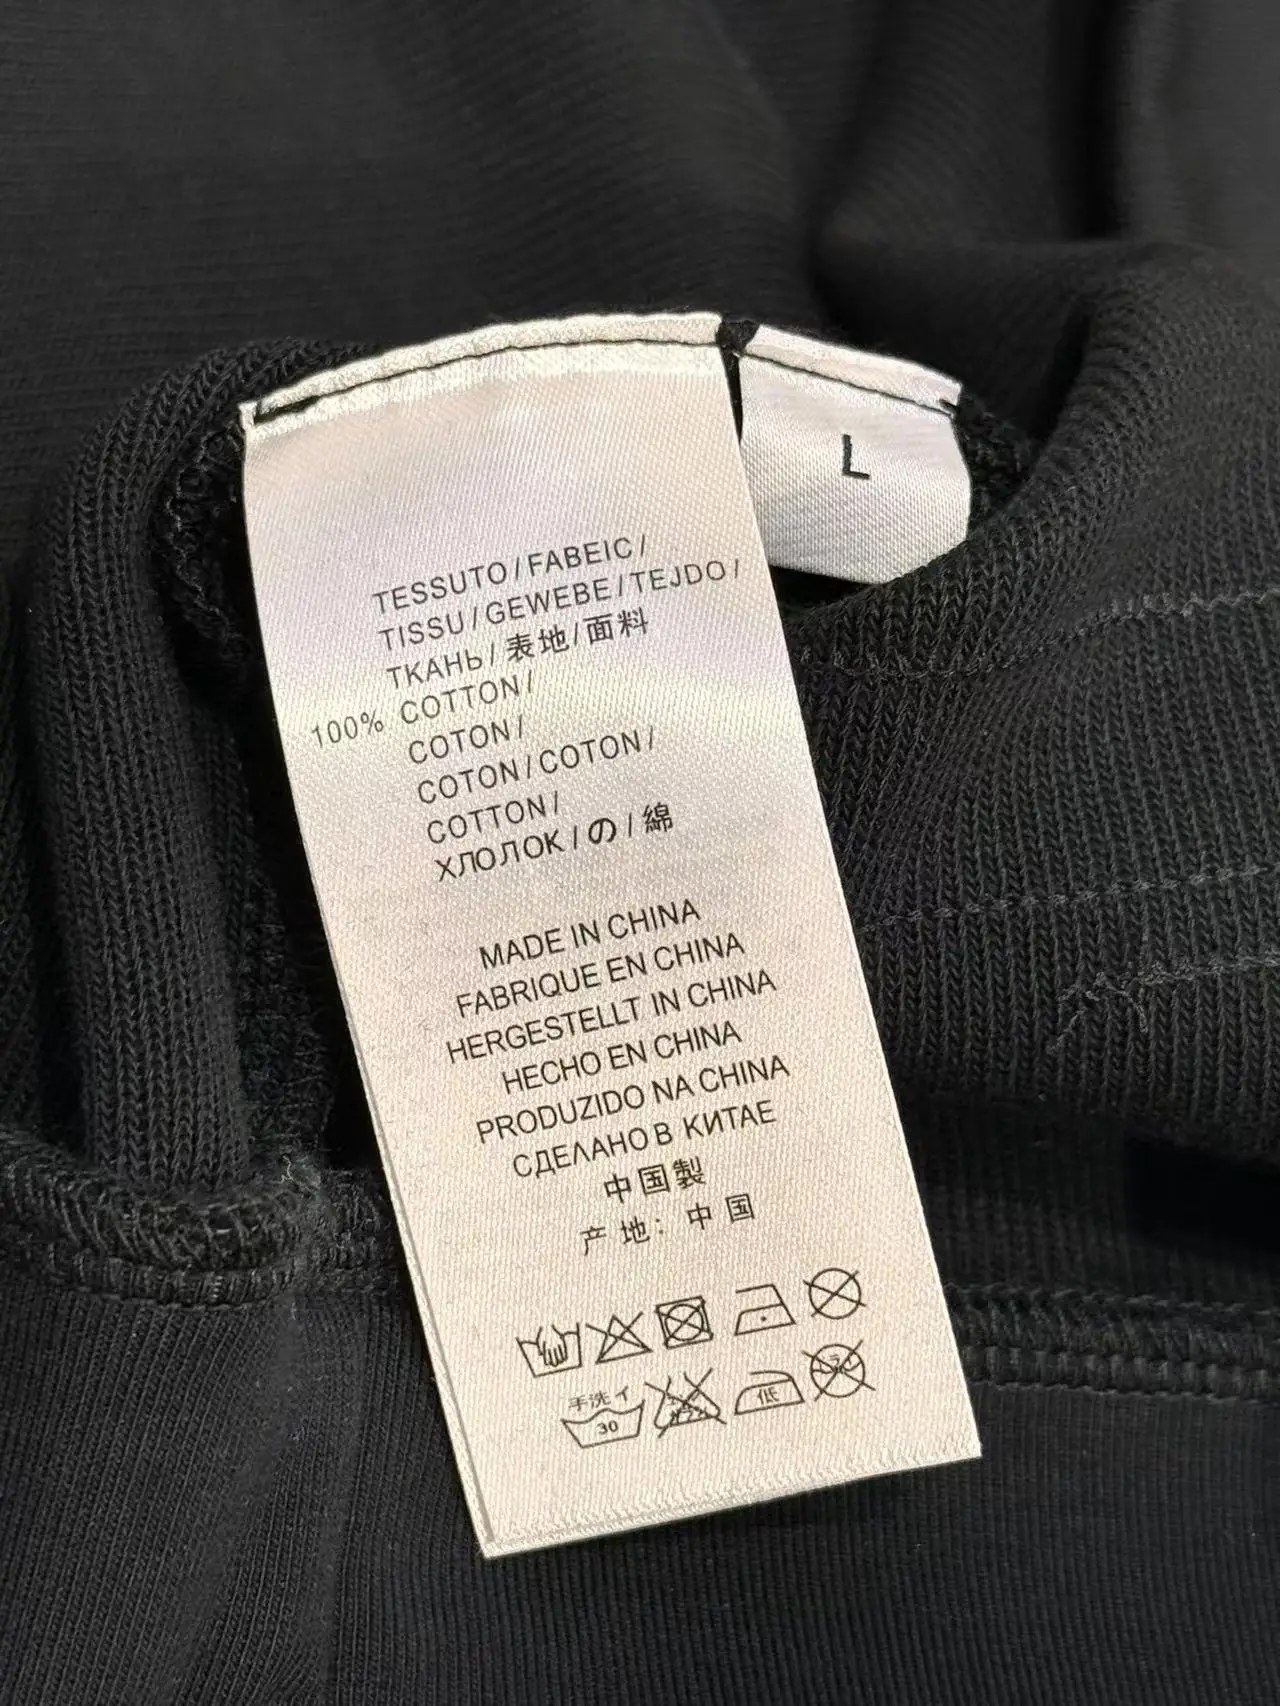 L
TESSUTO/FABEIC/
TISSU/GEWEBE/TEJDO/
ТКАНЬ/表地/面料
100% COTTON/
COTON/
COTON/COTON/
COTTON/
ХЛОЛОК/の/綿
MADE IN CHINA
FABRIQUE EN CHINA
HERGESTELLT IN CHINA
HECHO EN CHINA
PRODUZIDO NA CHINA
СДЕЛАНО В КИТАЕ
中国製
产地：中国
手洗イ
30
低